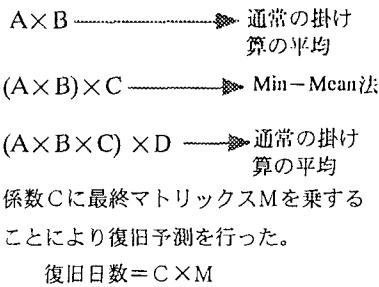 A×B → 通常の掛け
算の平均
(A×B)×C → Min−Mean法
(A×B×C) ×D → 通常の掛け
算の平均
係数Cに最終マトリックスMを乗する
ことにより復旧予測を行った。
復旧日数=C×M